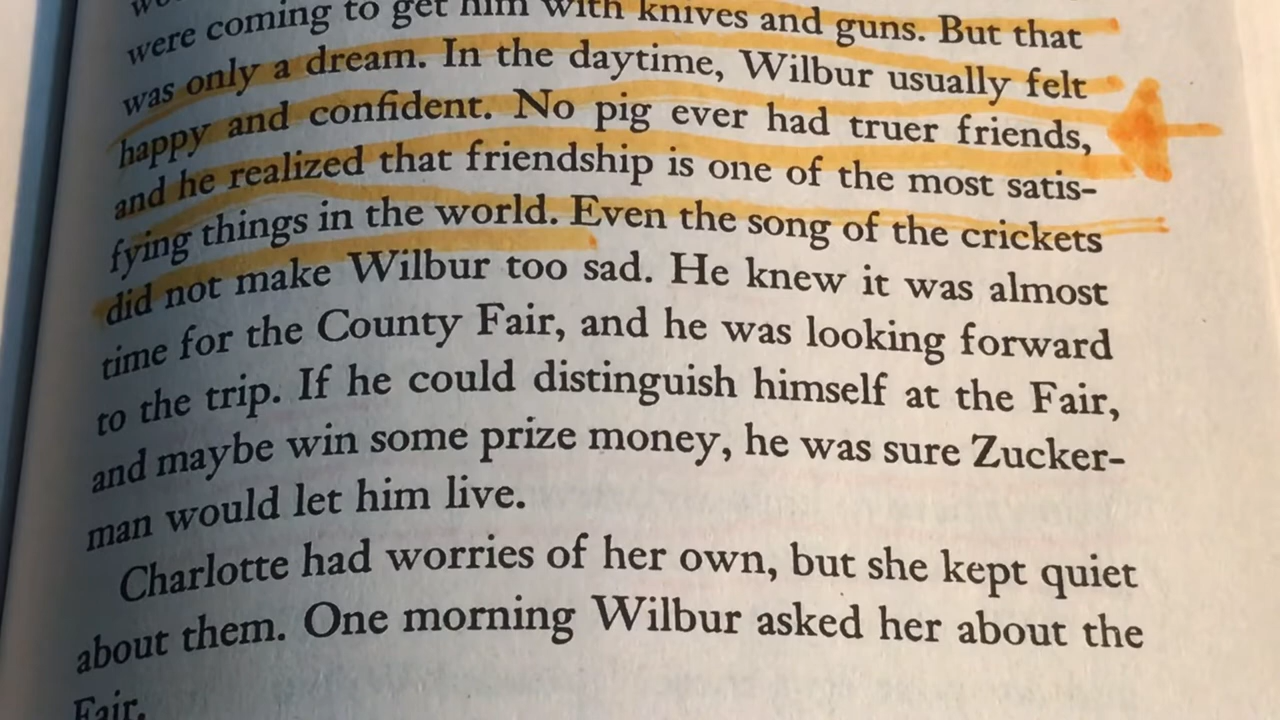 were coming to get him with knives and guns. But that
was only a dream. In the daytime, Wilbur usually felt
happy and confident. No pig ever had truer friends,
and he realized that friendship is one of the most satis-
fying things in the world. Even the song of the crickets
did not make Wilbur too sad. He knew it was almost
time for the County Fair, and he was looking forward
to the trip. If he could distinguish himself at the Fair,
and maybe win some prize money, he was sure Zucker-
man would let him live.
Charlotte had worries of her own, but she kept quiet
about them. One morning Wilbur asked her about the
Fair.